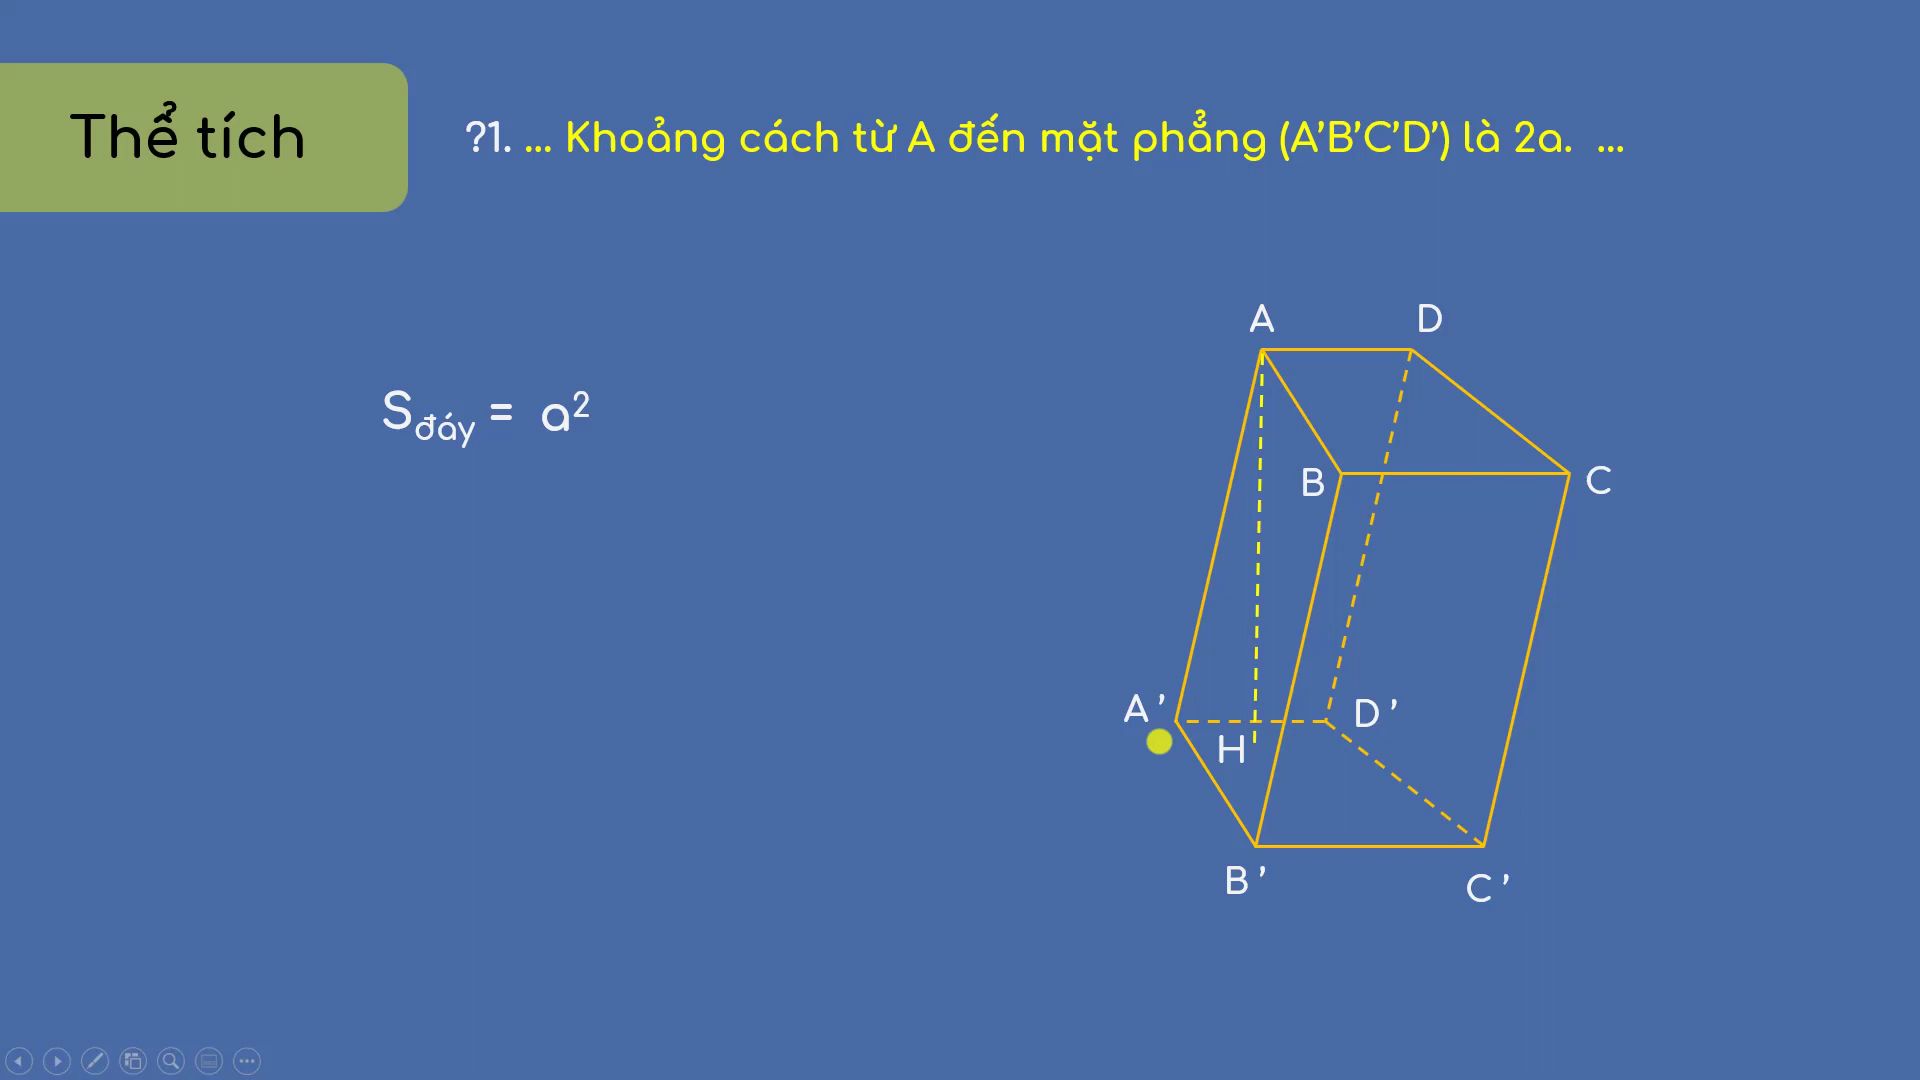 Thể tích
?1. ... Khoảng cách từ A đến mặt phẳng (A’B’C’D’) là 2a. ...
A
D
Sđáy = a²
B
C
A ’
D ’
H
B ’
C ’